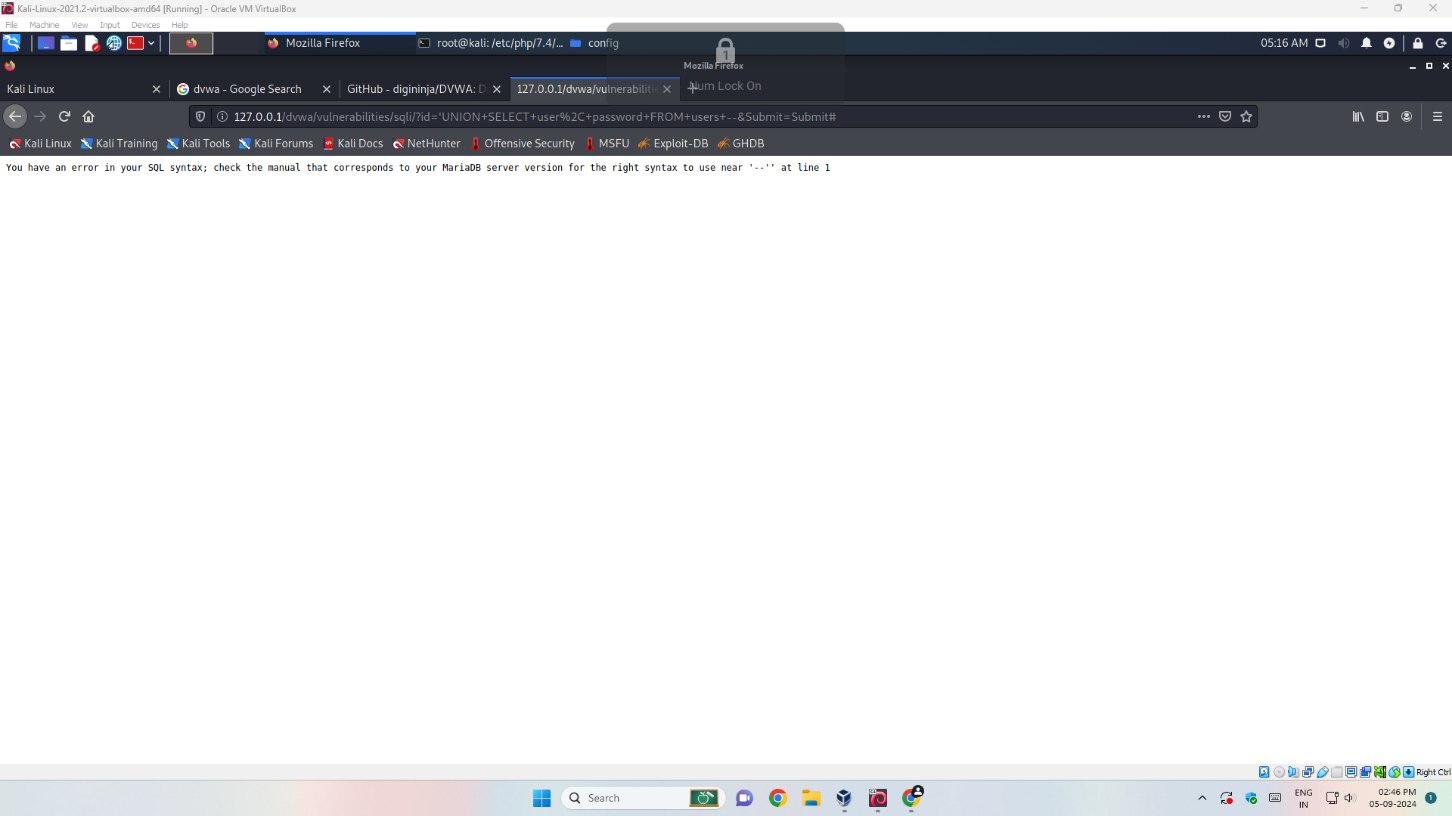 Kali-Linux-2021.2-virtualbox-amd64 [Running] - Oracle VM VirtualBox
File Machine View Input Devices Help
Mozilla Firefox root@kali: /etc/php/7.4/... config 05:16 AM
1
Mozilla Firefox
Num Lock On
Kali Linux dvwa - Google Search GitHub - digininja/DVWA: D 127.0.0.1/dvwa/vulnerabilitie
127.0.0.1/dvwa/vulnerabilities/sqli/?id='UNION+SELECT+user%2C+password+FROM+users+--&Submit=Submit#
Kali Linux Kali Training Kali Tools Kali Forums Kali Docs NetHunter Offensive Security MSFU Exploit-DB GHDB
You have an error in your SQL syntax; check the manual that corresponds to your MariaDB server version for the right syntax to use near '--'' at line 1
Right Ctrl
Search
ENG
IN
02:46 PM
05-09-2024
1